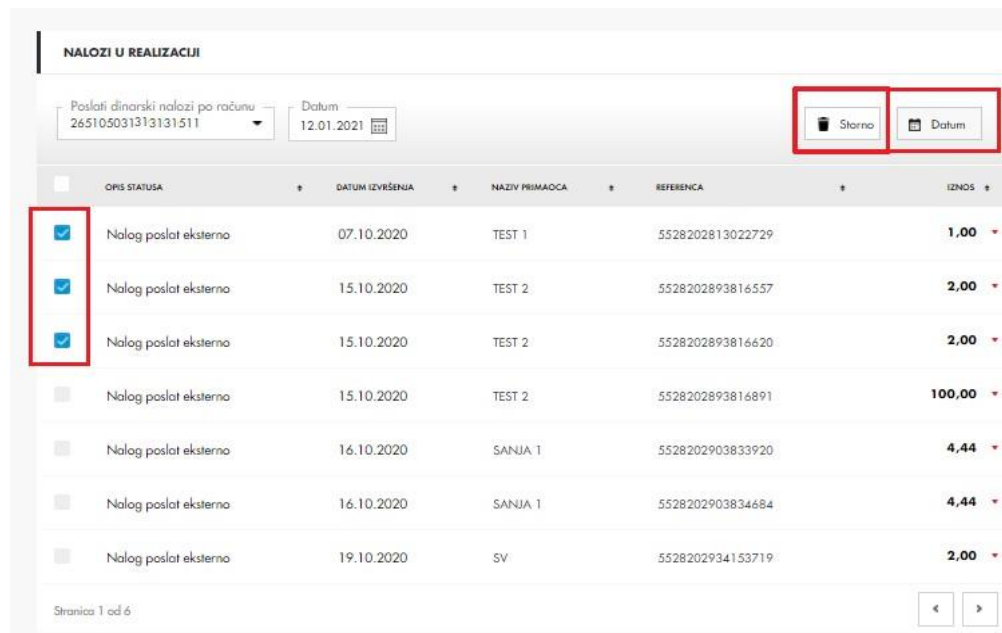 NALOZI U REALIZACIJI
Poslati dinarski nalozi po računu
265105031313131511
Datum
12.01.2021
Storno
Datum
OPIS STATUSA DATUM IZVRŠENJA NAZIV PRIMAOCA REFERENCA IZNOS
Nalog poslat eksterno 07.10.2020 TEST 1 5528202813022729 1,00
Nalog poslat eksterno 15.10.2020 TEST 2 5528202893816557 2,00
Nalog poslat eksterno 15.10.2020 TEST 2 5528202893816620 2,00
Nalog poslat eksterno 15.10.2020 TEST 2 5528202893816891 100,00
Nalog poslat eksterno 16.10.2020 SANJA 1 5528202903833920 4,44
Nalog poslat eksterno 16.10.2020 SANJA 1 5528202903834684 4,44
Nalog poslat eksterno 19.10.2020 SV 5528202934153719 2,00
Stranica 1 od 6